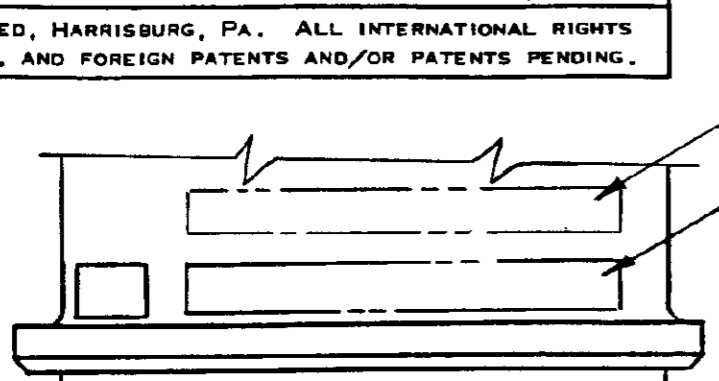 ED, HARRISBURG, PA. ALL INTERNATIONAL RIGHTS
. AND FOREIGN PATENTS AND/OR PATENTS PENDING.